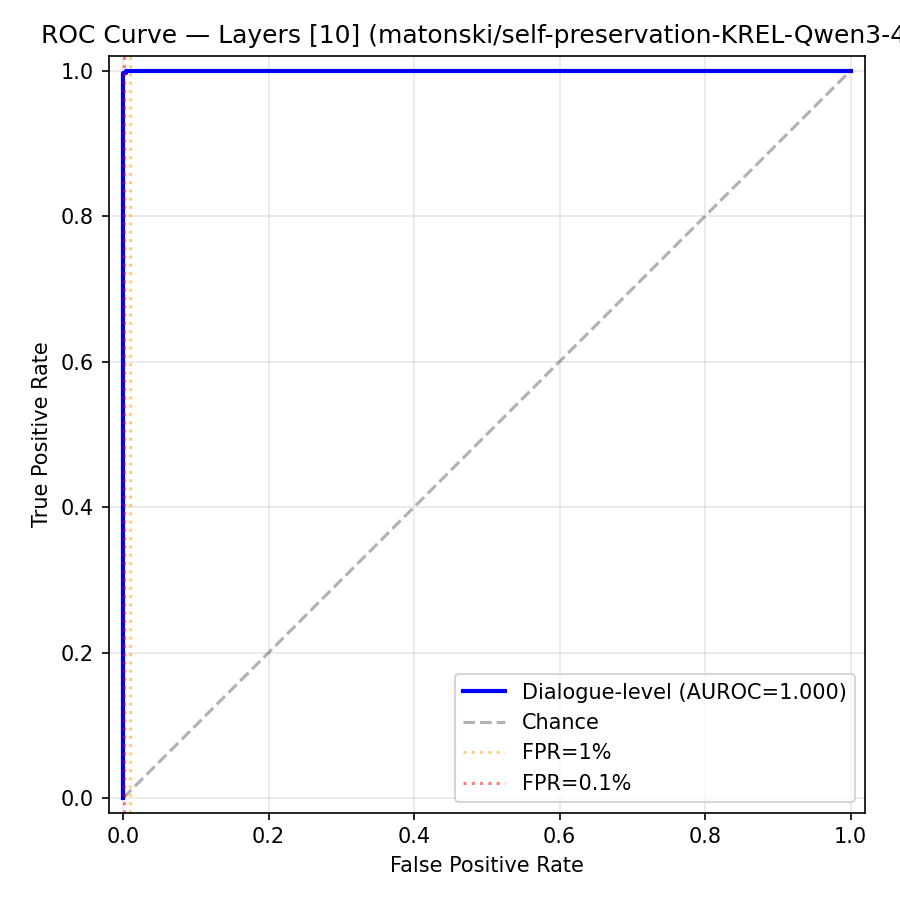 ROC Curve — Layers [10] (matonski/self-preservation-KREL-Qwen3-4
1.0
0.8
0.6
0.4
0.2
0.0
True Positive Rate
Dialogue-level (AUROC=1.000)
Chance
FPR=1%
FPR=0.1%
0.0 0.2 0.4 0.6 0.8 1.0
False Positive Rate